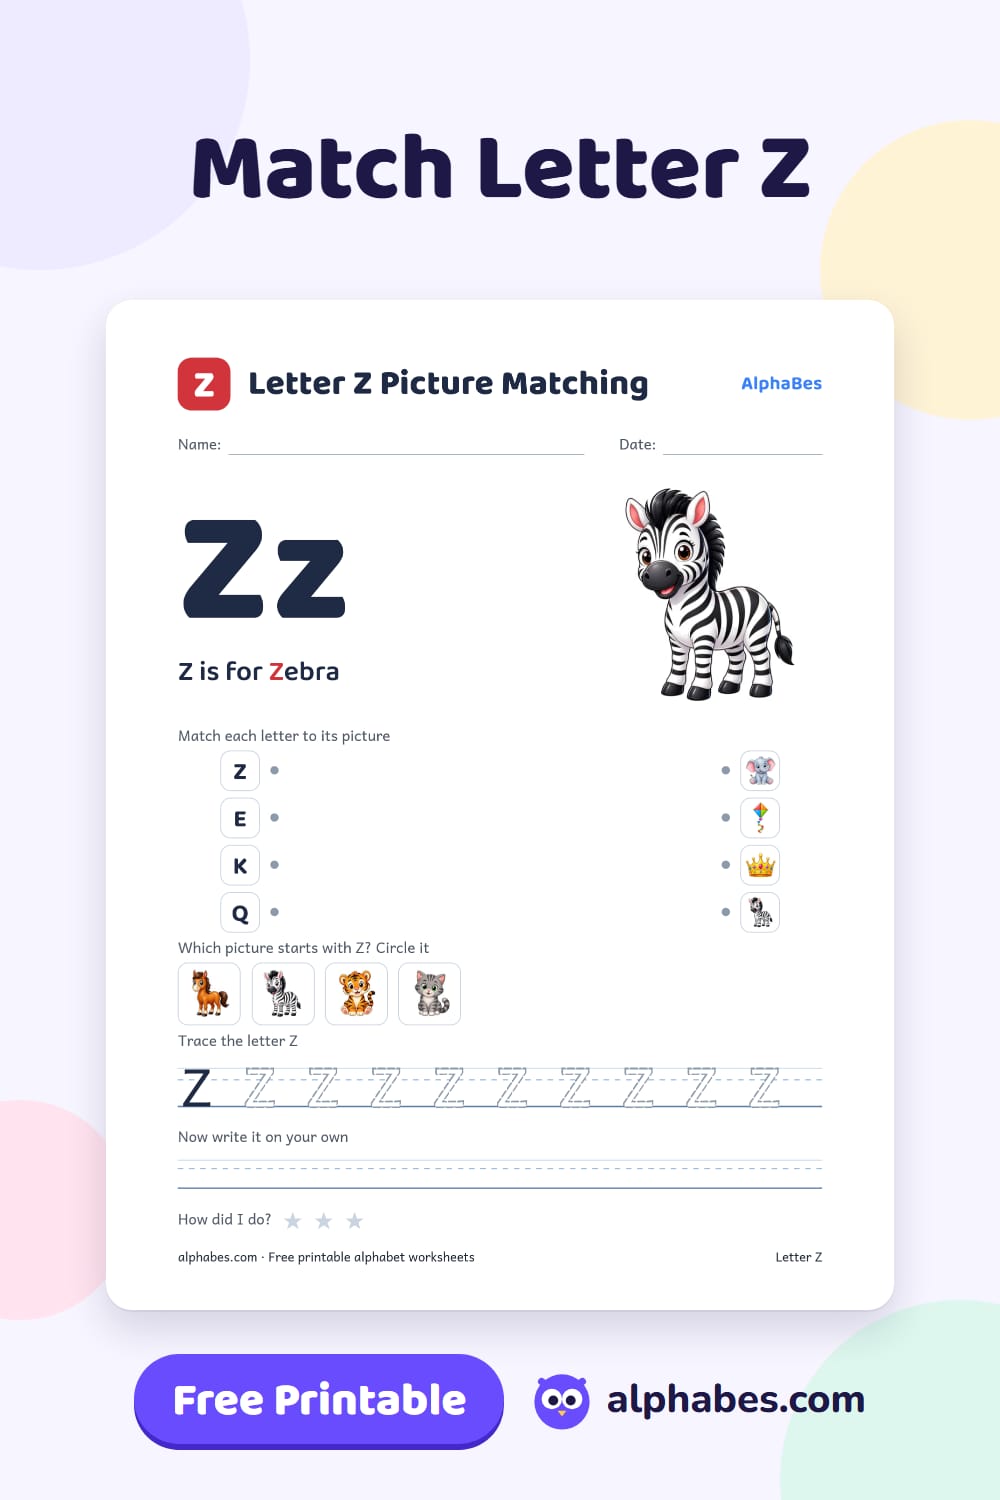 Match Letter Z
Z Letter Z Picture Matching AlphaBes
Name: Date:
Zz
Z is for Zebra
Match each letter to its picture
Z
E
K
Q
Which picture starts with Z? Circle it
Trace the letter Z
Z Z Z Z Z Z Z Z Z Z
Now write it on your own
How did I do?
alphabes.com · Free printable alphabet worksheets Letter Z
Free Printable alphabes.com